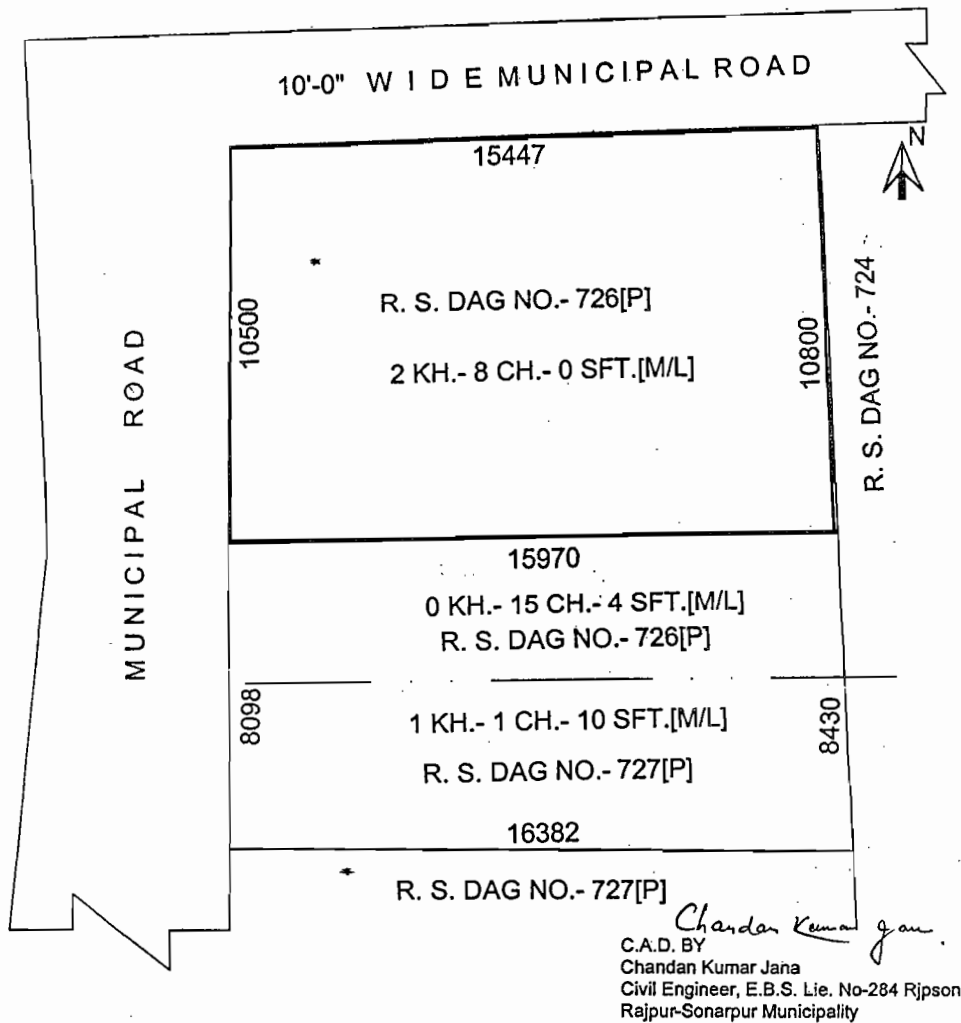 10'-0" WIDE MUNICIPAL ROAD
N
15447
R. S. DAG NO.- 726[P]
2 KH.- 8 CH.- 0 SFT.[M/L]
10500
10800
R. S. DAG NO.- 724
MUNICIPAL ROAD
15970
0 KH.- 15 CH.- 4 SFT.[M/L]
R. S. DAG NO.- 726[P]
8098
1 KH.- 1 CH.- 10 SFT.[M/L]
R. S. DAG NO.- 727[P]
8430
16382
R. S. DAG NO.- 727[P]
Chandan Kumar Jana.
C.A.D. BY
Chandan Kumar Jana
Civil Engineer, E.B.S. Lie. No-284 Rjpson
Rajpur-Sonarpur Municipality